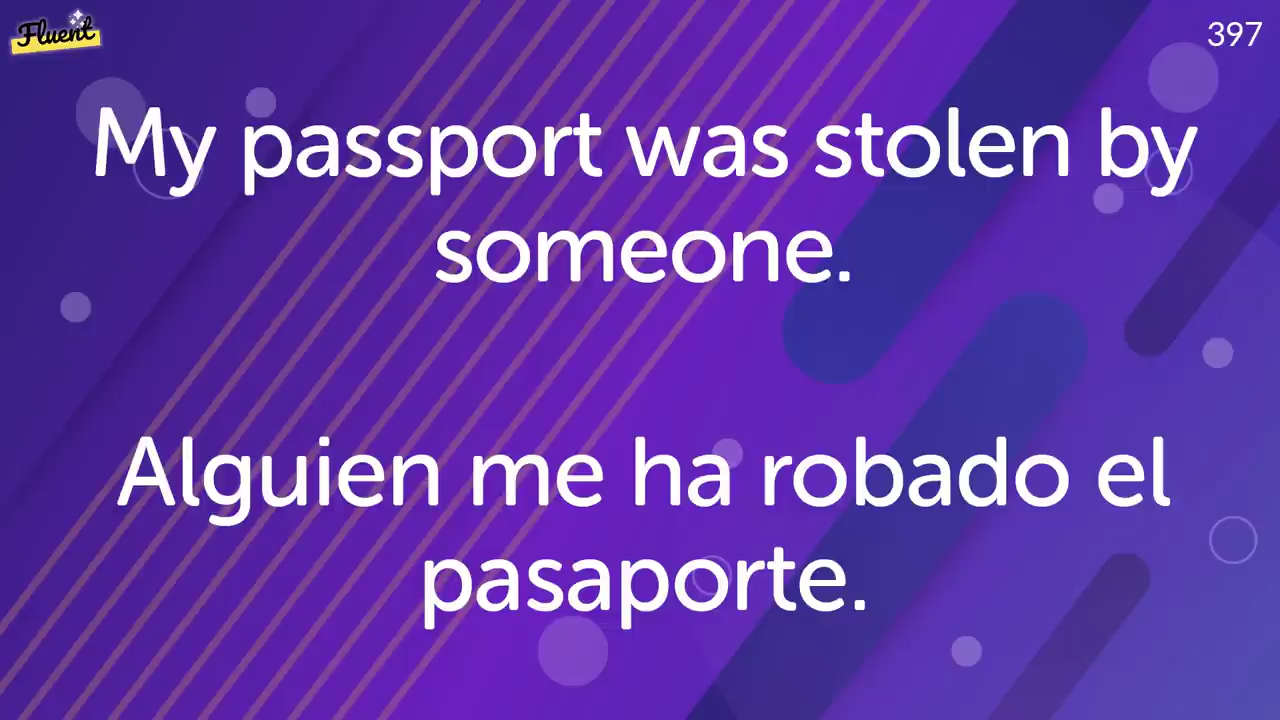 Fluent
397
My passport was stolen by
someone.
Alguien me ha robado el
pasaporte.